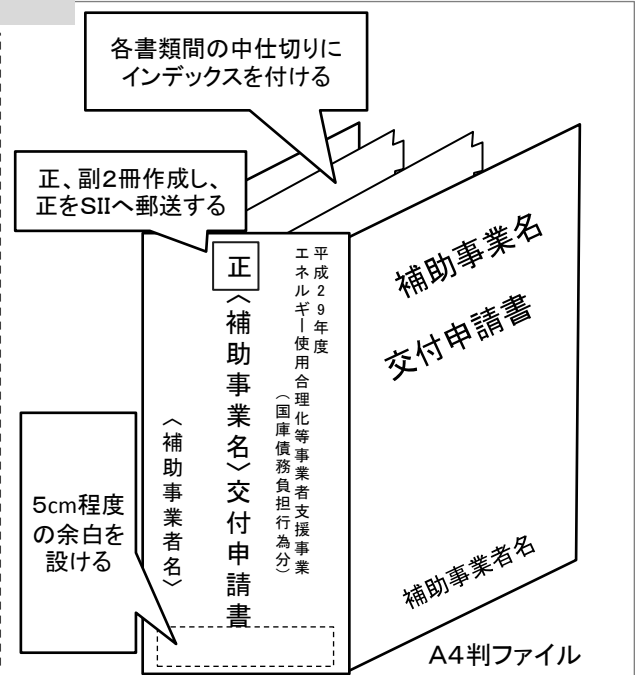 各書類間の中仕切りに
インデックスを付ける
正、副2冊作成し、
正をSIIへ郵送する
正
平成29年度
エネルギー使用合理化等事業者支援事業
（国庫債務負担行為分）
〈補助事業名〉交付申請書
〈補助事業者名〉
5cm程度
の余白を
設ける
補助事業名
交付申請書
補助事業者名
A4判ファイル